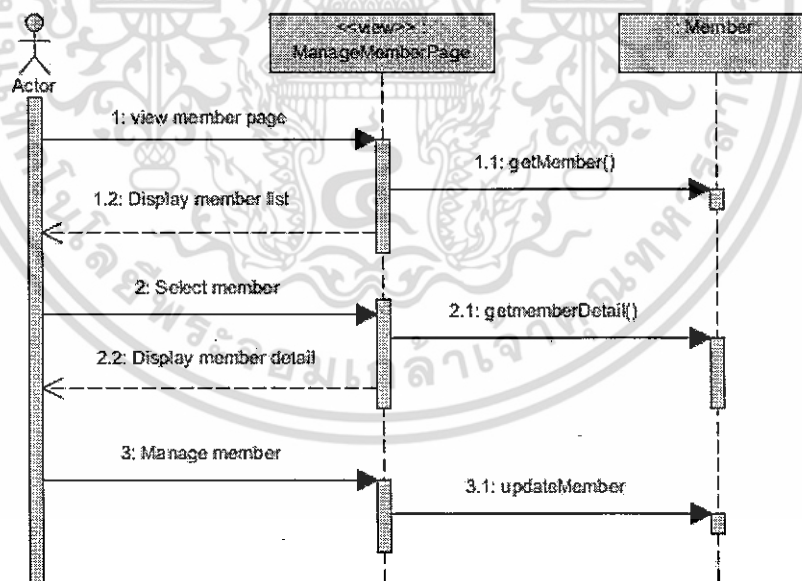 <<view>> :
ManageMemberPage
: Member
Actor
1: view member page
1.1: getMember()
1.2: Display member list
2: Select member
2.1: getmemberDetail()
2.2: Display member detail
3: Manage member
3.1: updateMember